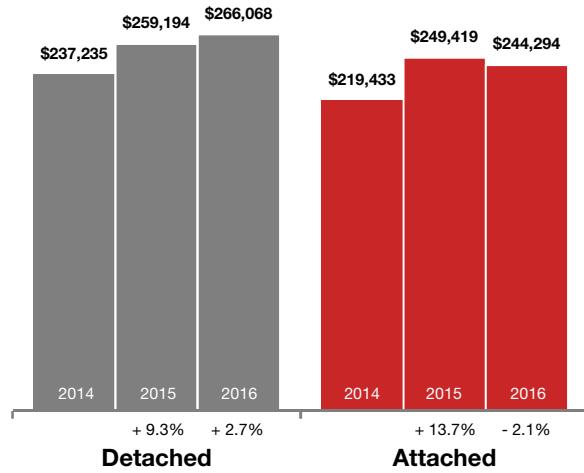 $237,235
$259,194
$266,068
$219,433
$249,419
$244,294
2014 2015 2016 2014 2015 2016
+ 9.3% + 2.7% + 13.7% - 2.1%
Detached Attached